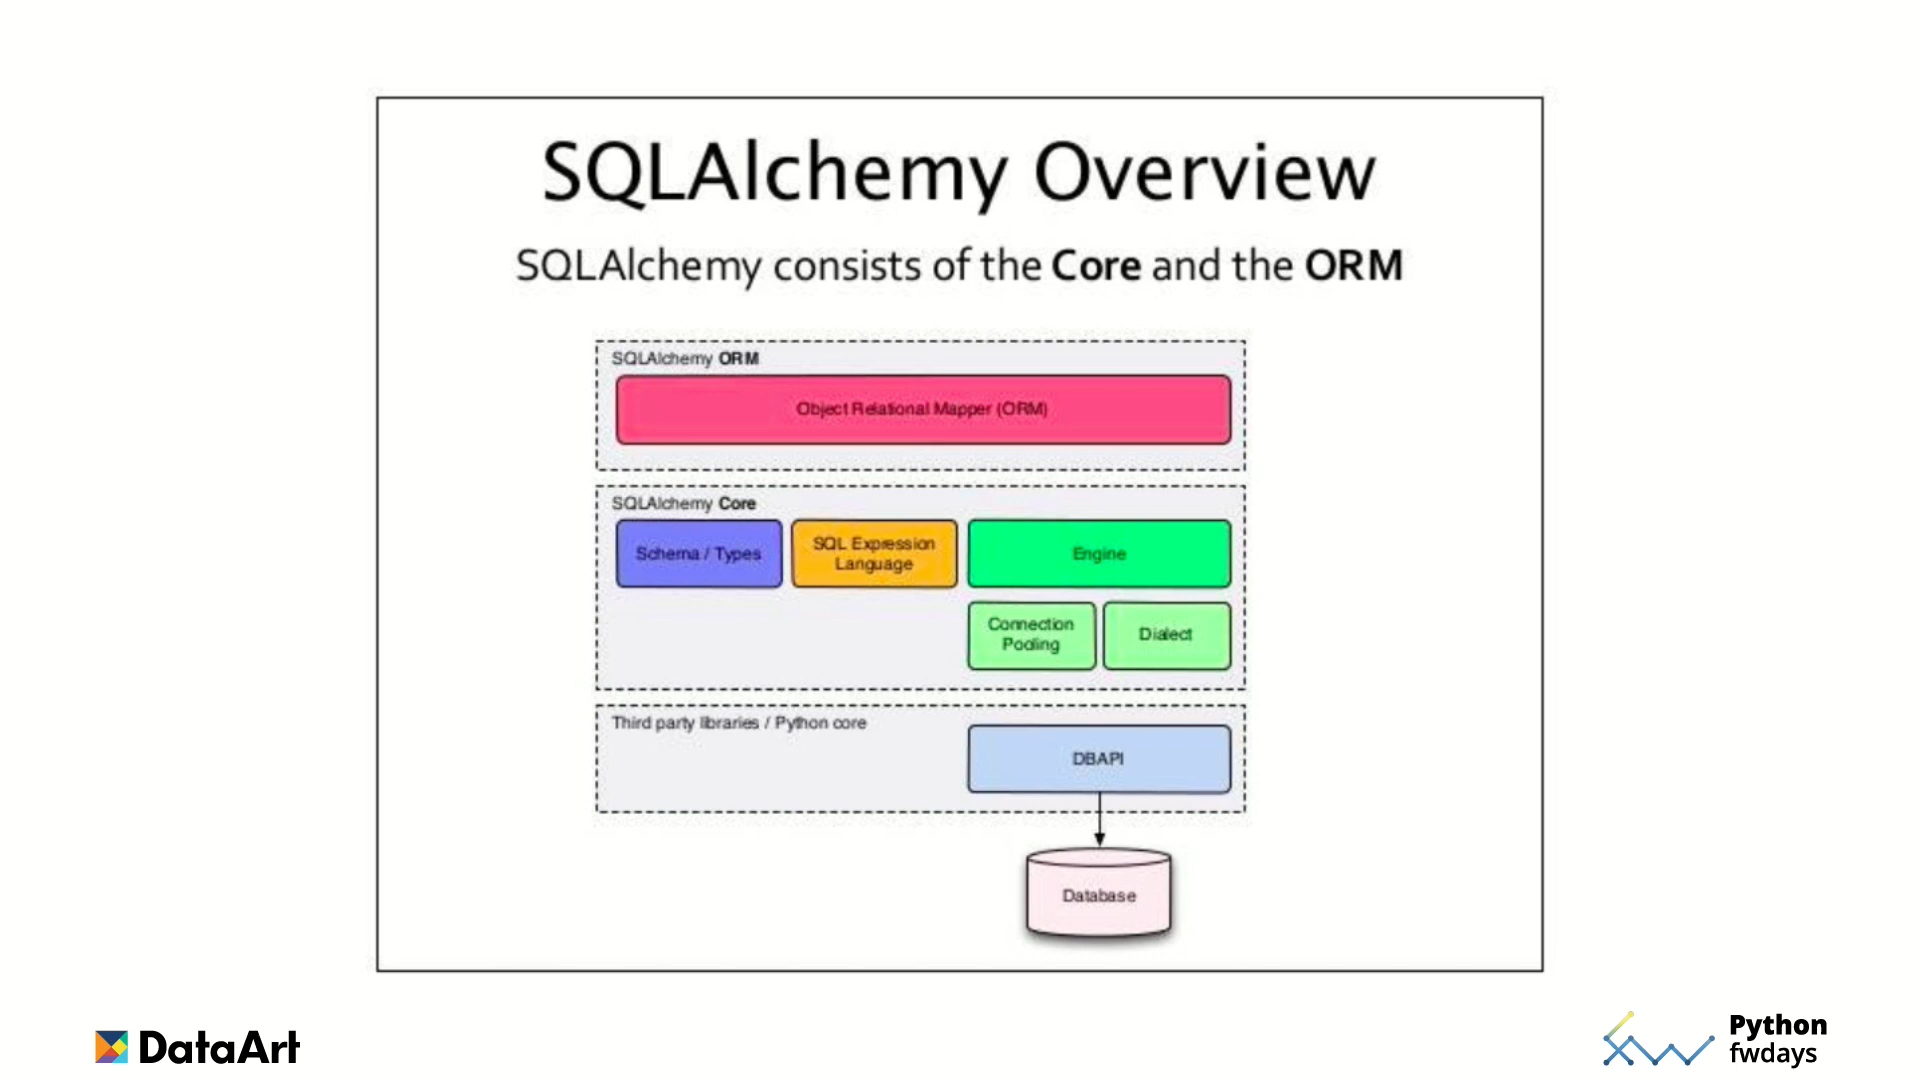 SQLAlchemy Overview
SQLAlchemy consists of the Core and the ORM
SQLAlchemy ORM
Object Relational Mapper (ORM)
SQLAlchemy Core
Schema / Types
SQL Expression
Language
Engine
Connection
Pooling
Dialect
Third party libraries / Python core
DBAPI
Database
DataArt
Python
fwdays